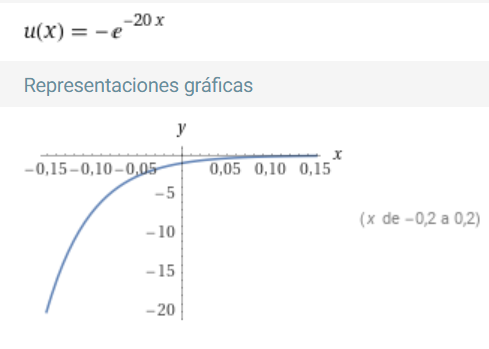 u(x) = −e^−20 x
Representaciones gráficas
y
x
−0,15 −0,10 −0,05 0,05 0,10 0,15
−5
(x de −0,2 a 0,2)
−10
−15
−20